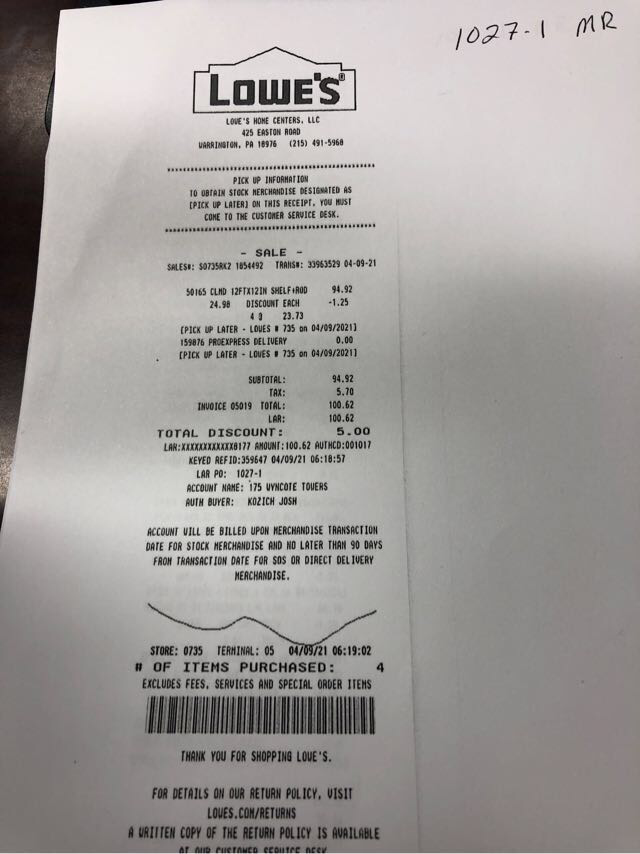 1027-1 MR
LOWE'S®
LOWE'S HOME CENTERS, LLC
425 EASTON ROAD
WARRINGTON, PA 18976 (215) 491-5968
PICK UP INFORMATION
TO OBTAIN STOCK MERCHANDISE DESIGNATED AS
[PICK UP LATER] ON THIS RECEIPT, YOU MUST
COME TO THE CUSTOMER SERVICE DESK.
- SALE -
SALES#: S0735RK2 1854492 TRANS#: 33963529 04-09-21
50165 CLMD 12FTX12IN SHELF+ROD 94.92
24.98 DISCOUNT EACH -1.25
4 @ 23.73
[PICK UP LATER - LOWES # 735 on 04/09/2021]
159876 PROEXPRESS DELIVERY 0.00
[PICK UP LATER - LOWES # 735 on 04/09/2021]
SUBTOTAL: 94.92
TAX: 5.70
INVOICE 05019 TOTAL: 100.62
LAR: 100.62
TOTAL DISCOUNT: 5.00
LAR:XXXXXXXXXXXX8177 AMOUNT:100.62 AUTHCD:001017
KEYED REFID:359647 04/09/21 06:18:57
LAR PO: 1027-1
ACCOUNT NAME: 175 WYNCOTE TOWERS
AUTH BUYER: KOZICH JOSH
ACCOUNT WILL BE BILLED UPON MERCHANDISE TRANSACTION
DATE FOR STOCK MERCHANDISE AND NO LATER THAN 90 DAYS
FROM TRANSACTION DATE FOR SOS OR DIRECT DELIVERY
MERCHANDISE.
STORE: 0735 TERMINAL: 05 04/09/21 06:19:02
# OF ITEMS PURCHASED: 4
EXCLUDES FEES, SERVICES AND SPECIAL ORDER ITEMS
THANK YOU FOR SHOPPING LOWE'S.
FOR DETAILS ON OUR RETURN POLICY, VISIT
LOWES.COM/RETURNS
A WRITTEN COPY OF THE RETURN POLICY IS AVAILABLE
AT OUR CUSTOMER SERVICE DESK